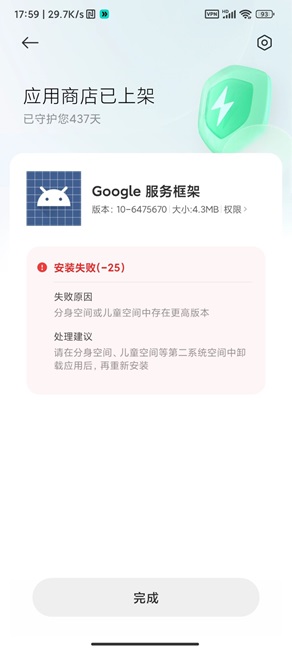 17:59 | 29.7K/s
VPN HD 93
应用商店已上架
已守护您437天
Google 服务框架
版本: 10-6475670 大小:4.3MB 权限
安装失败(-25)
失败原因
分身空间或儿童空间中存在更高版本
处理建议
请在分身空间、儿童空间等第二系统空间中卸
载应用后, 再重新安装
完成